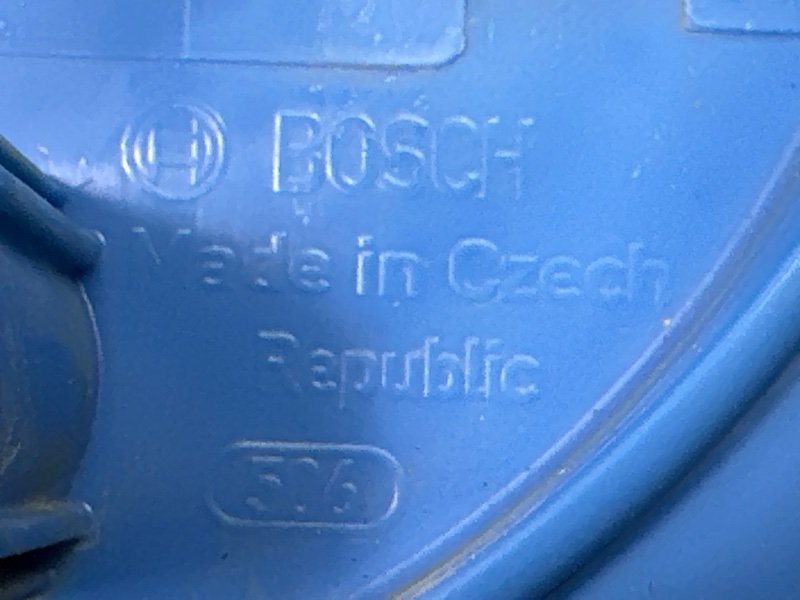 BOSCH
Made in Czech
Republic
506